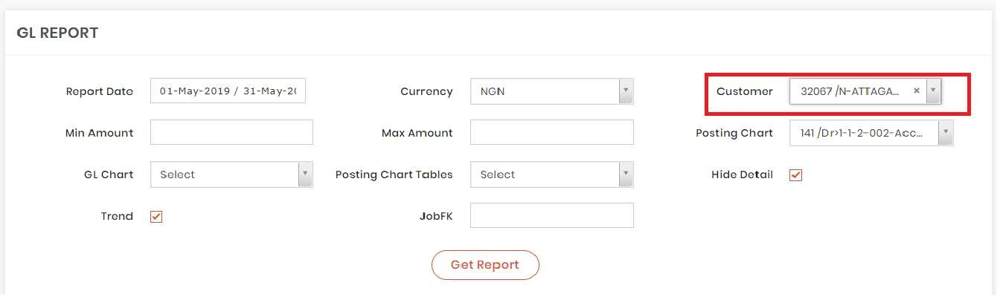 GL REPORT
Report Date 01-May-2019 / 31-May-20 Currency NGN Customer 32067 /N-ATTAGA... ×
Min Amount Max Amount Posting Chart 141 /Dr>1-1-2-002-Acc...
GL Chart Select Posting Chart Tables Select Hide Detail
Trend JobFK
Get Report